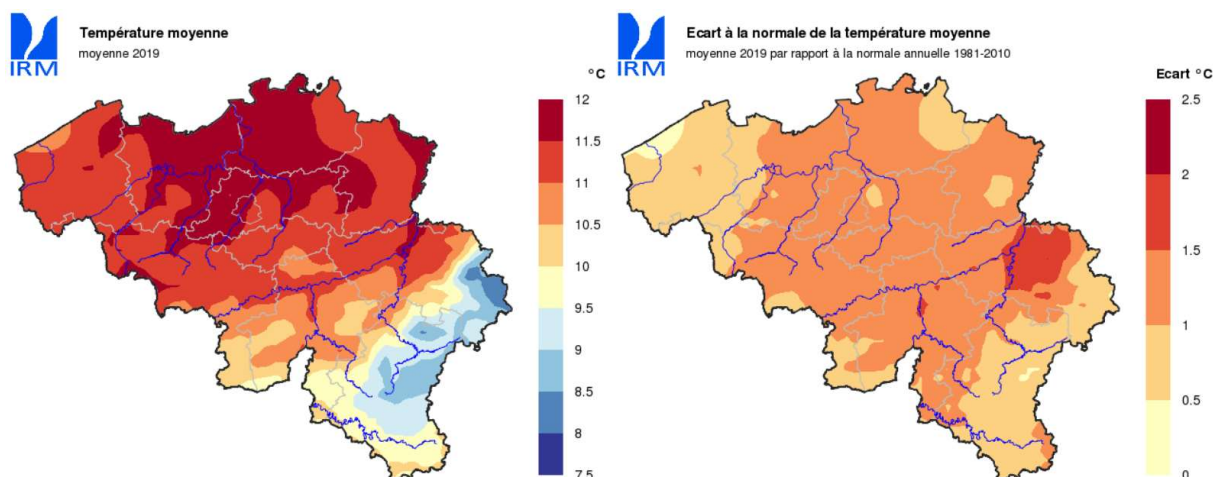 Température moyenne
moyenne 2019
IRM
°C
12
11.5
11
10.5
10
9.5
9
8.5
8
7.5
Ecart à la normale de la température moyenne
moyenne 2019 par rapport à la normale annuelle 1981-2010
IRM
Ecart °C
2.5
2
1.5
1
0.5
0